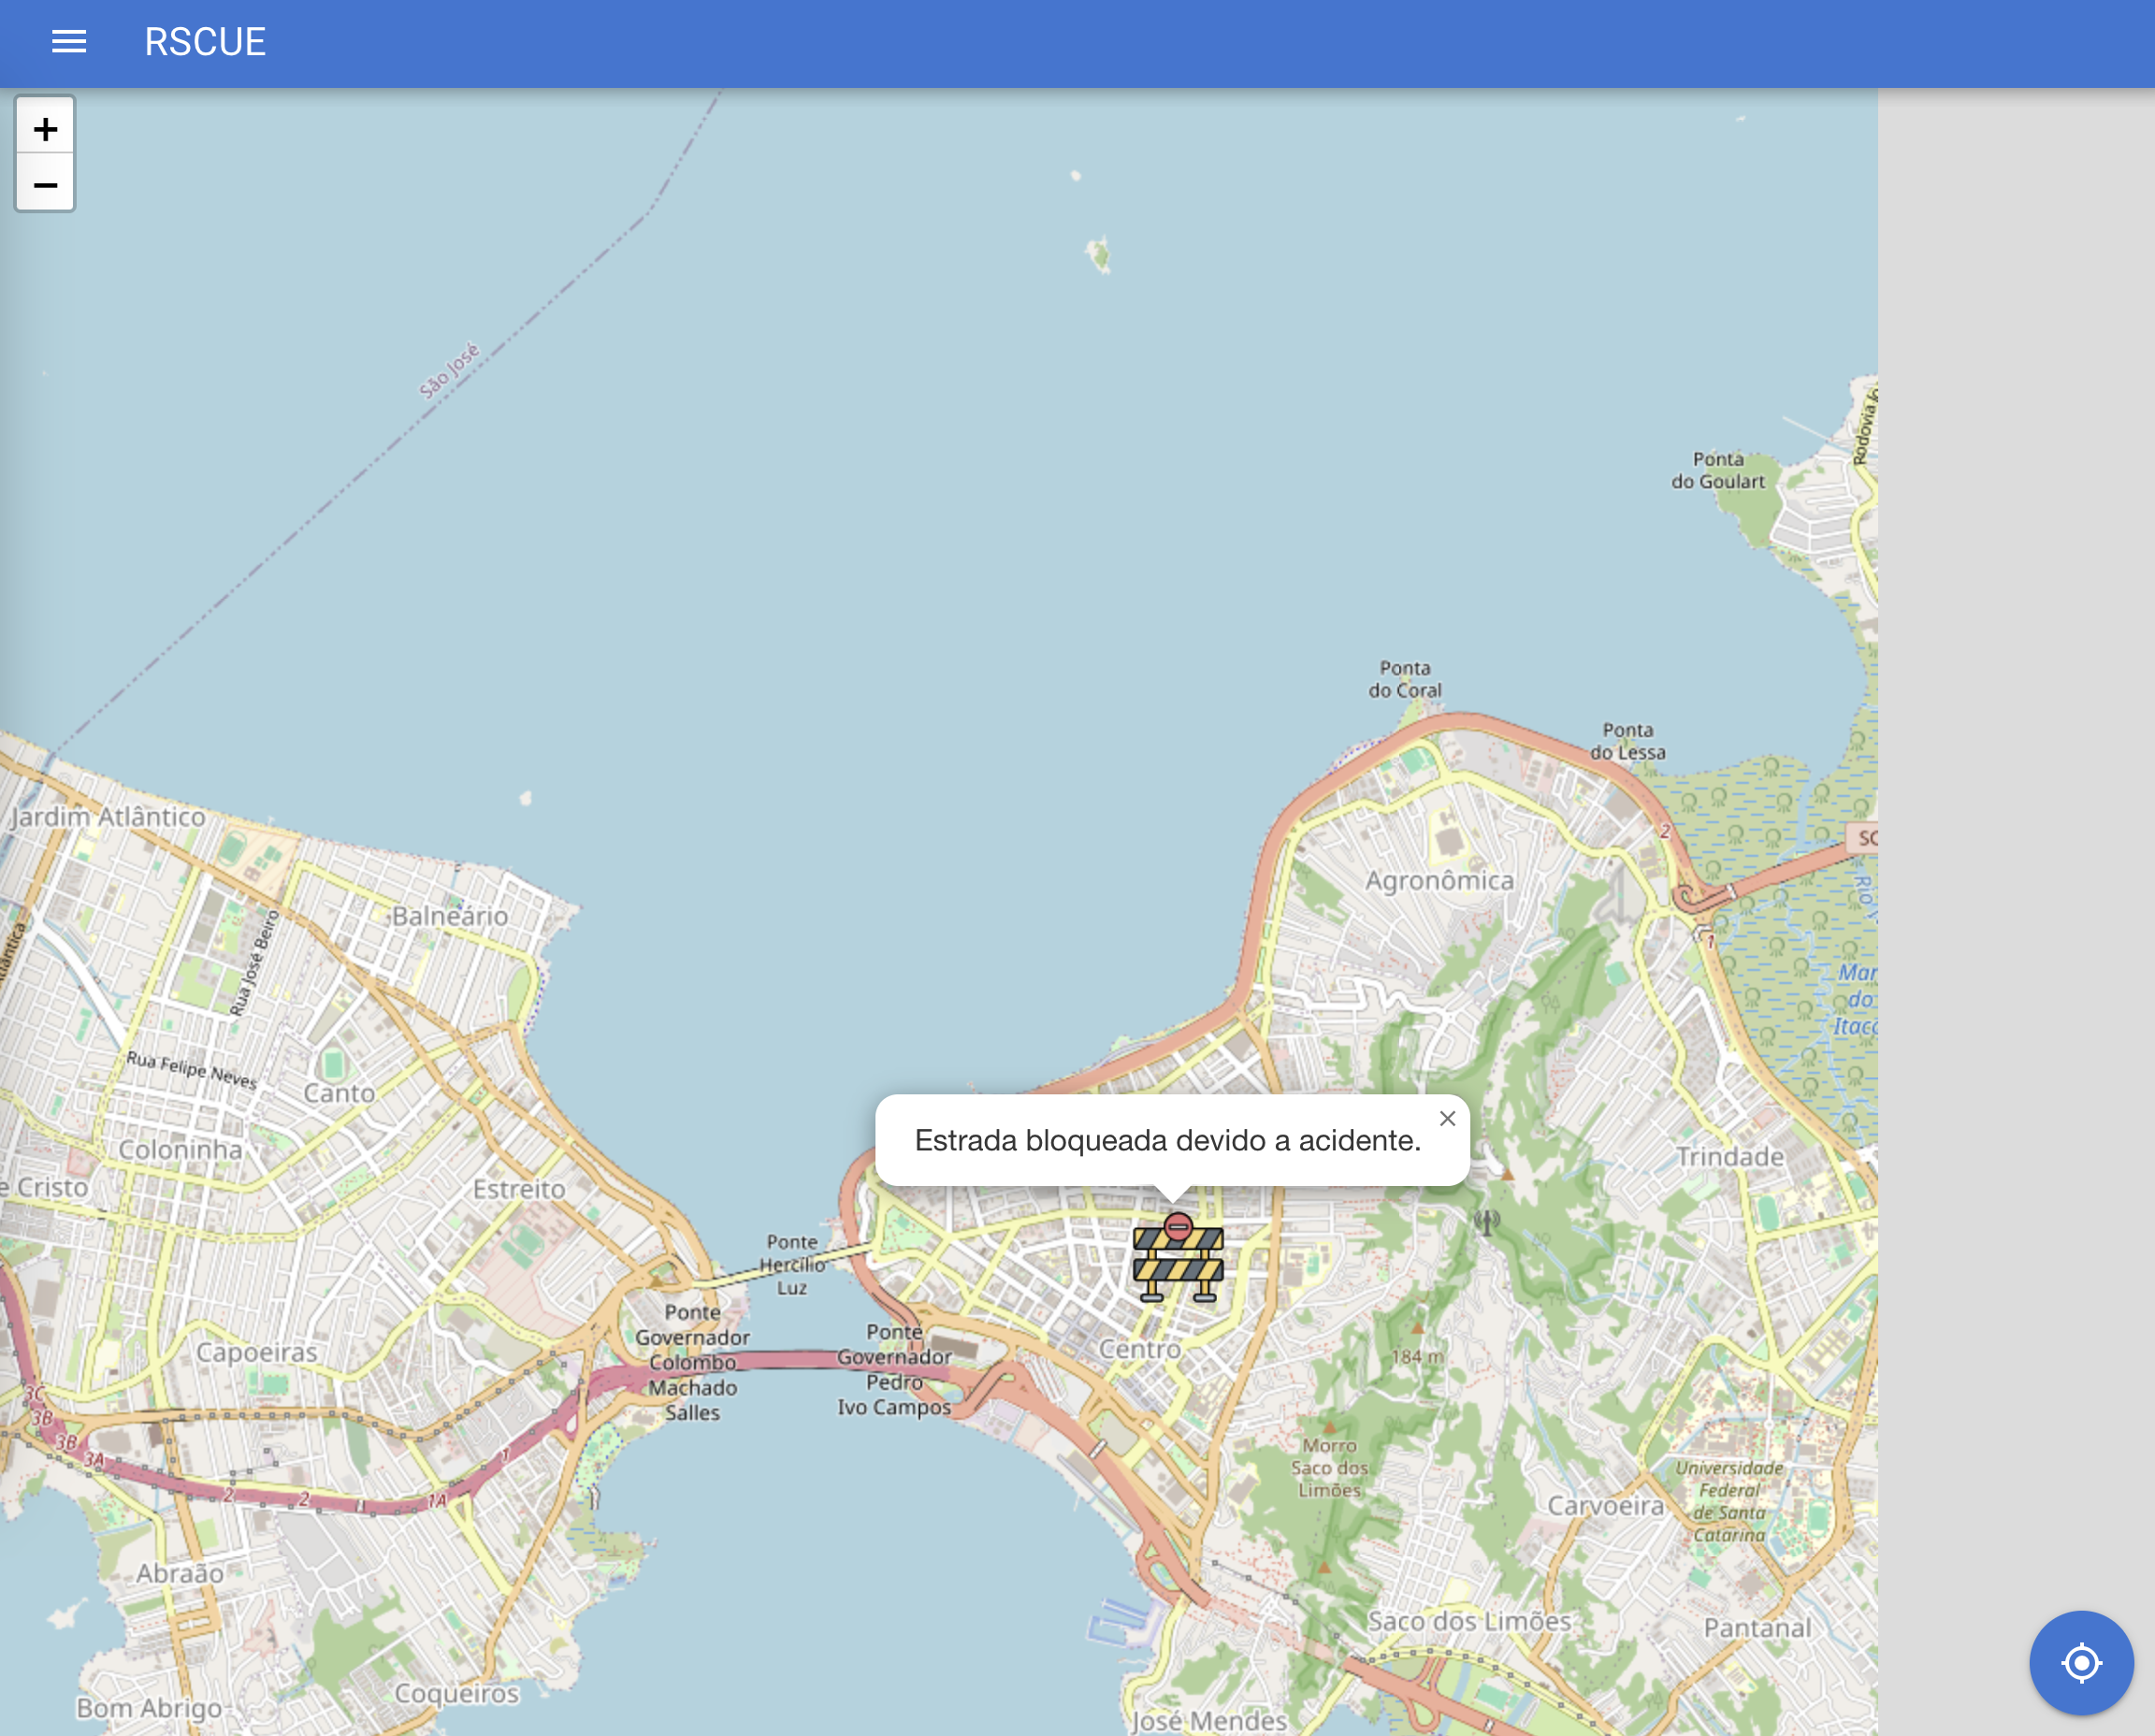 RSCUE
+
−
São José
Rodovia
Ponta
do Goulart
Ponta
do Coral
Ponta
do Lessa
Jardim Atlântico
2
SC
Agronômica
Rio
Balneário
Rua José Beiro
1
Mar
do
Itaco
Rua Felipe Neves
Canto
Estrada bloqueada devido a acidente.
×
Coloninha
Trindade
e Cristo
Estreito
Ponte
Hercílio
Luz
Ponte
Governador
Colombo
Machado
Salles
Ponte
Governador
Pedro
Ivo Campos
Capoeiras
Centro
184 m
3C
3B
3B
3A
1
2
2
1A
Morro
Saco dos
Limões
Universidade
Federal
de Santa
Catarina
Carvoeira
Abraão
Saco dos Limões
Pantanal
Coqueiros
Bom Abrigo
José Mendes